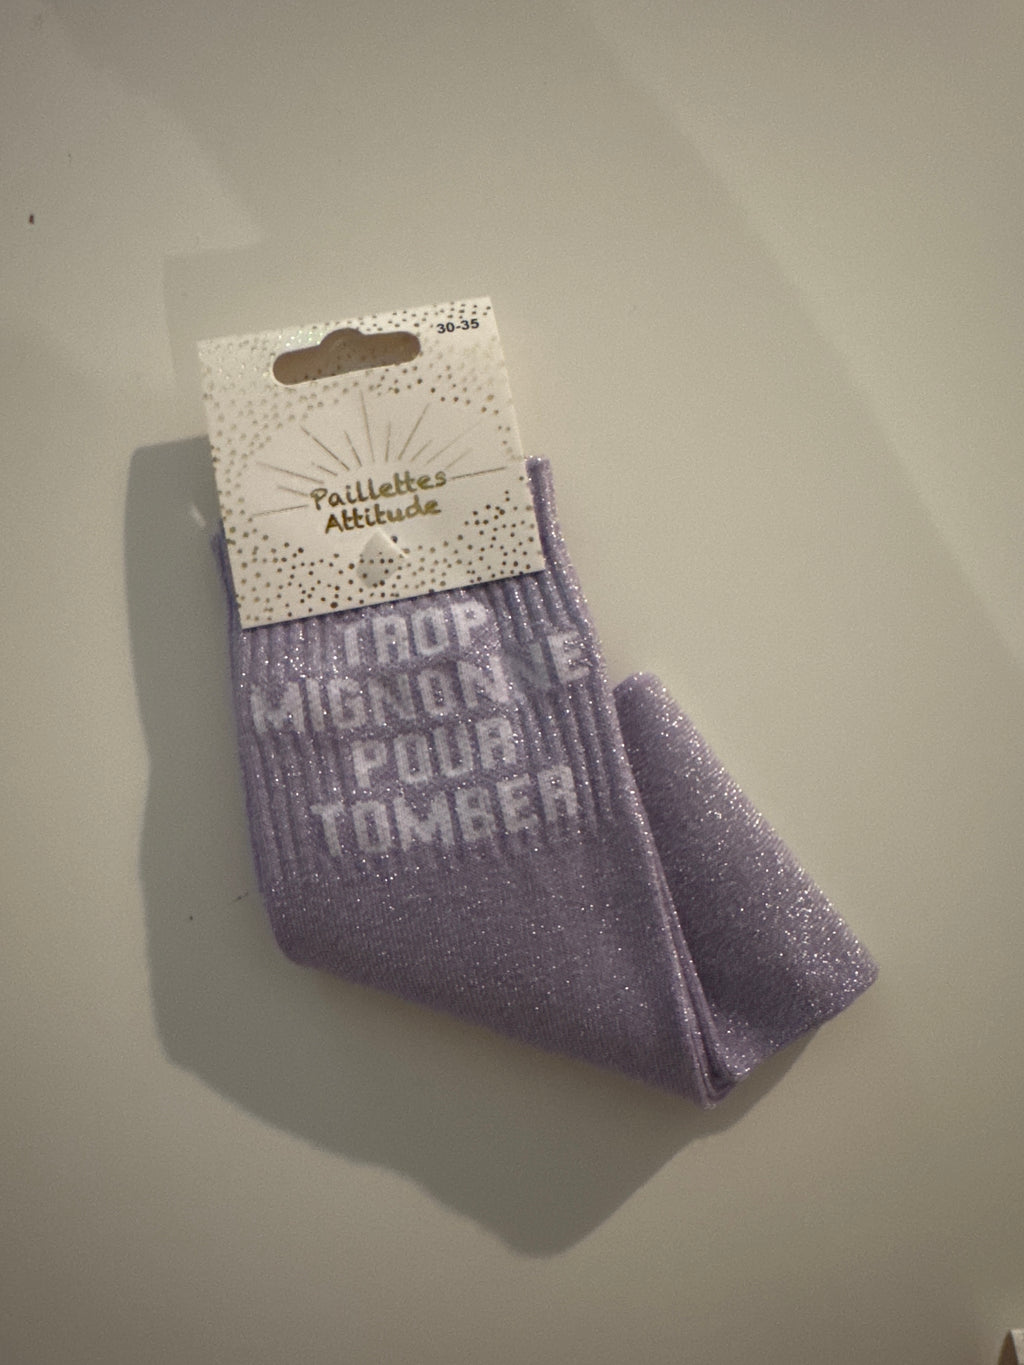 30-35
Paillettes
Attitude
TROP
MIGNONNE
POUR
TOMBER